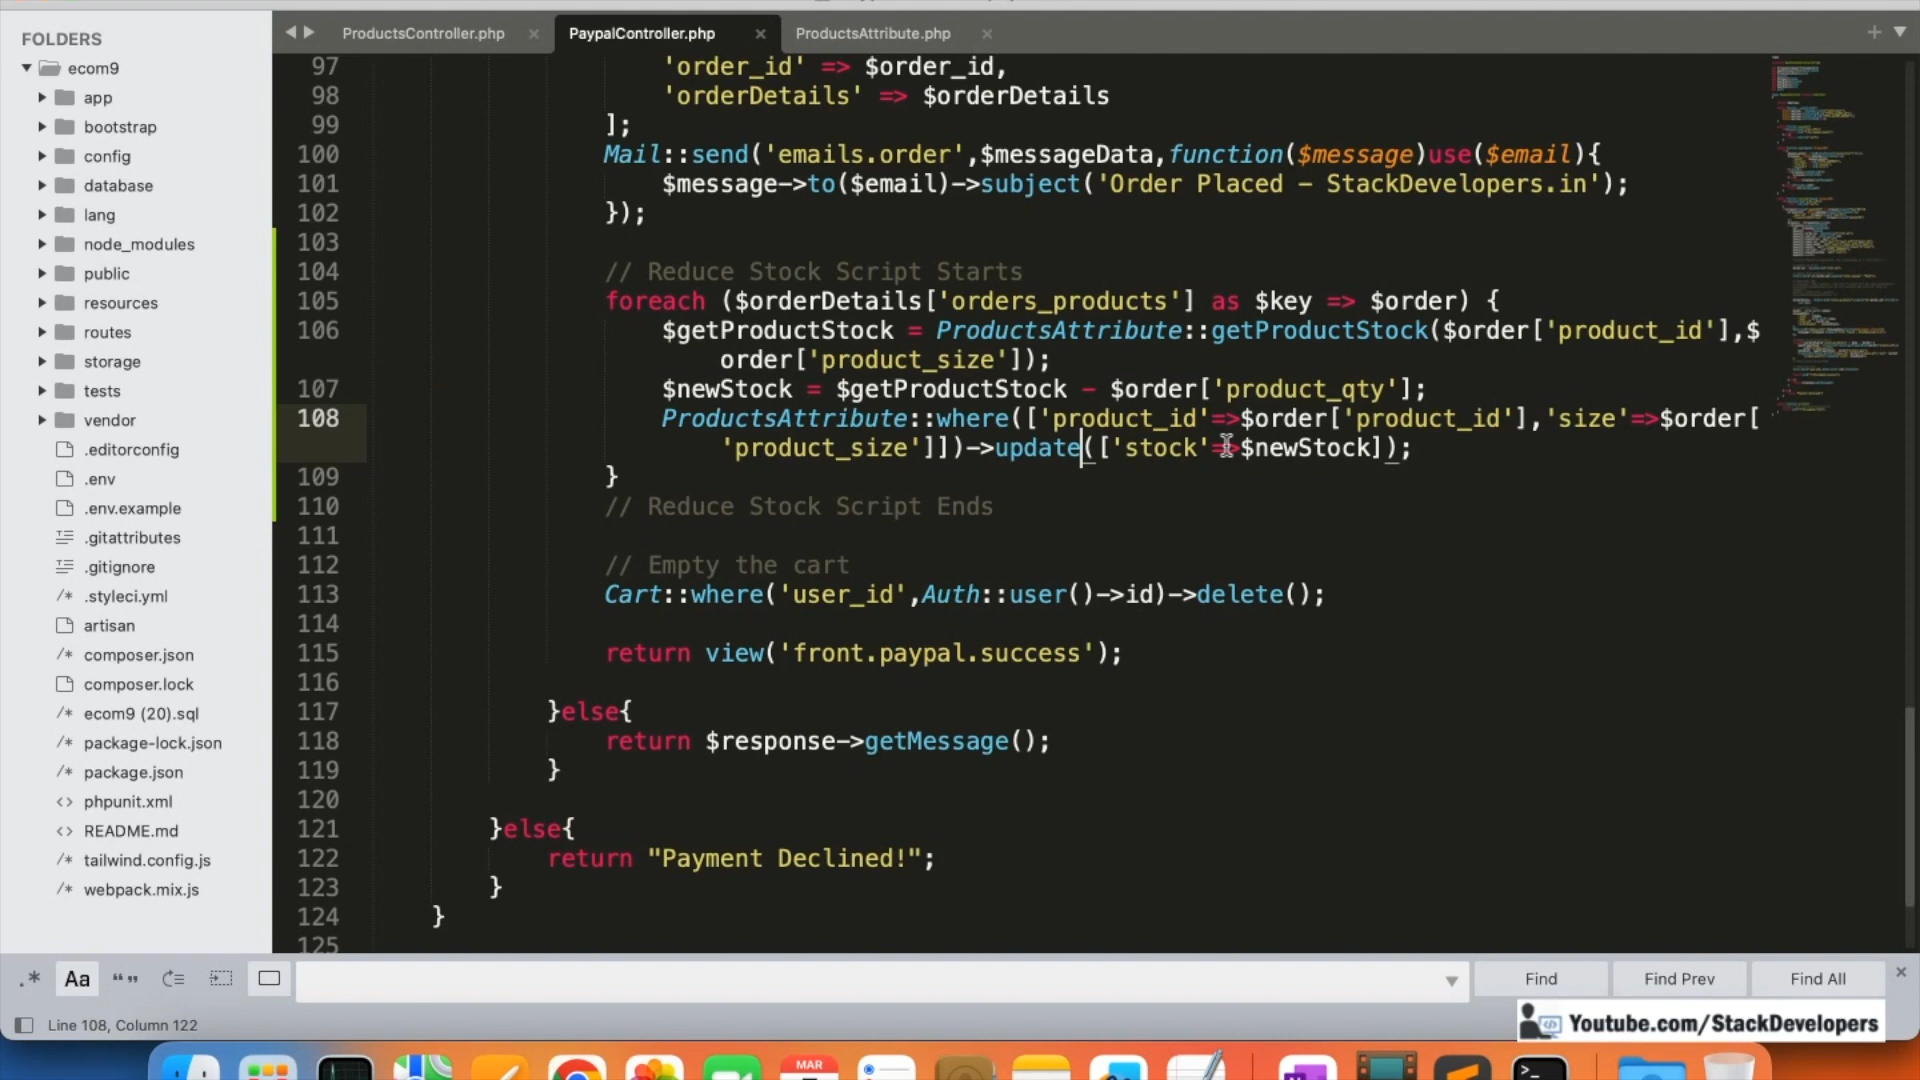 FOLDERS
ecom9
app
bootstrap
config
database
lang
node_modules
public
resources
routes
storage
tests
vendor
.editorconfig
.env
.env.example
.gitattributes
.gitignore
.styleci.yml
artisan
composer.json
composer.lock
ecom9 (20).sql
package-lock.json
package.json
phpunit.xml
README.md
tailwind.config.js
webpack.mix.js
ProductsController.php
PaypalController.php
ProductsAttribute.php
97 'order_id' => $order_id,
98 'orderDetails' => $orderDetails
99 ];
100 Mail::send('emails.order',$messageData,function($message)use($email){
101 $message->to($email)->subject('Order Placed - StackDevelopers.in');
102 });
103
104 // Reduce Stock Script Starts
105 foreach ($orderDetails['orders_products'] as $key => $order) {
106 $getProductStock = ProductsAttribute::getProductStock($order['product_id'],$
order['product_size']);
107 $newStock = $getProductStock - $order['product_qty'];
108 ProductsAttribute::where(['product_id'=>$order['product_id'],'size'=>$order[
'product_size']])->update(['stock'=>$newStock]);
109 }
110 // Reduce Stock Script Ends
111
112 // Empty the cart
113 Cart::where('user_id',Auth::user()->id)->delete();
114
115 return view('front.paypal.success');
116
117 }else{
118 return $response->getMessage();
119 }
120
121 }else{
122 return "Payment Declined!";
123 }
124 }
125
.* Aa “”
Find
Find Prev
Find All
Line 108, Column 122
Youtube.com/StackDevelopers
MAR